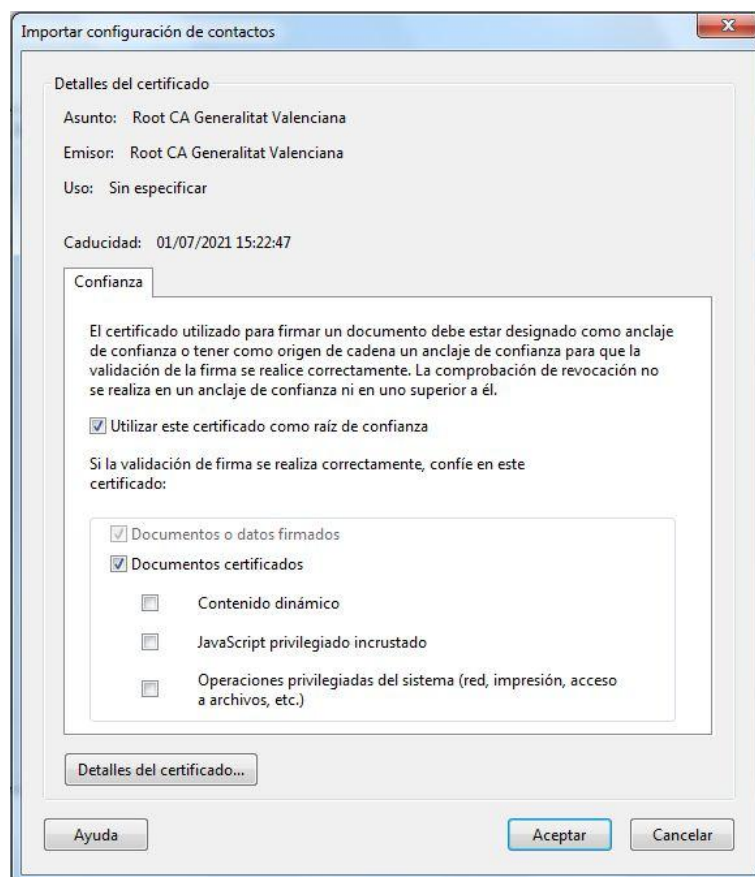 Importar configuración de contactos
Detalles del certificado
Asunto: Root CA Generalitat Valenciana
Emisor: Root CA Generalitat Valenciana
Uso: Sin especificar
Caducidad: 01/07/2021 15:22:47
Confianza
El certificado utilizado para firmar un documento debe estar designado como anclaje
de confianza o tener como origen de cadena un anclaje de confianza para que la
validación de la firma se realice correctamente. La comprobación de revocación no
se realiza en un anclaje de confianza ni en uno superior a él.
Utilizar este certificado como raíz de confianza
Si la validación de firma se realiza correctamente, confíe en este
certificado:
Documentos o datos firmados
Documentos certificados
Contenido dinámico
JavaScript privilegiado incrustado
Operaciones privilegiadas del sistema (red, impresión, acceso
a archivos, etc.)
Detalles del certificado...
Ayuda
Aceptar
Cancelar